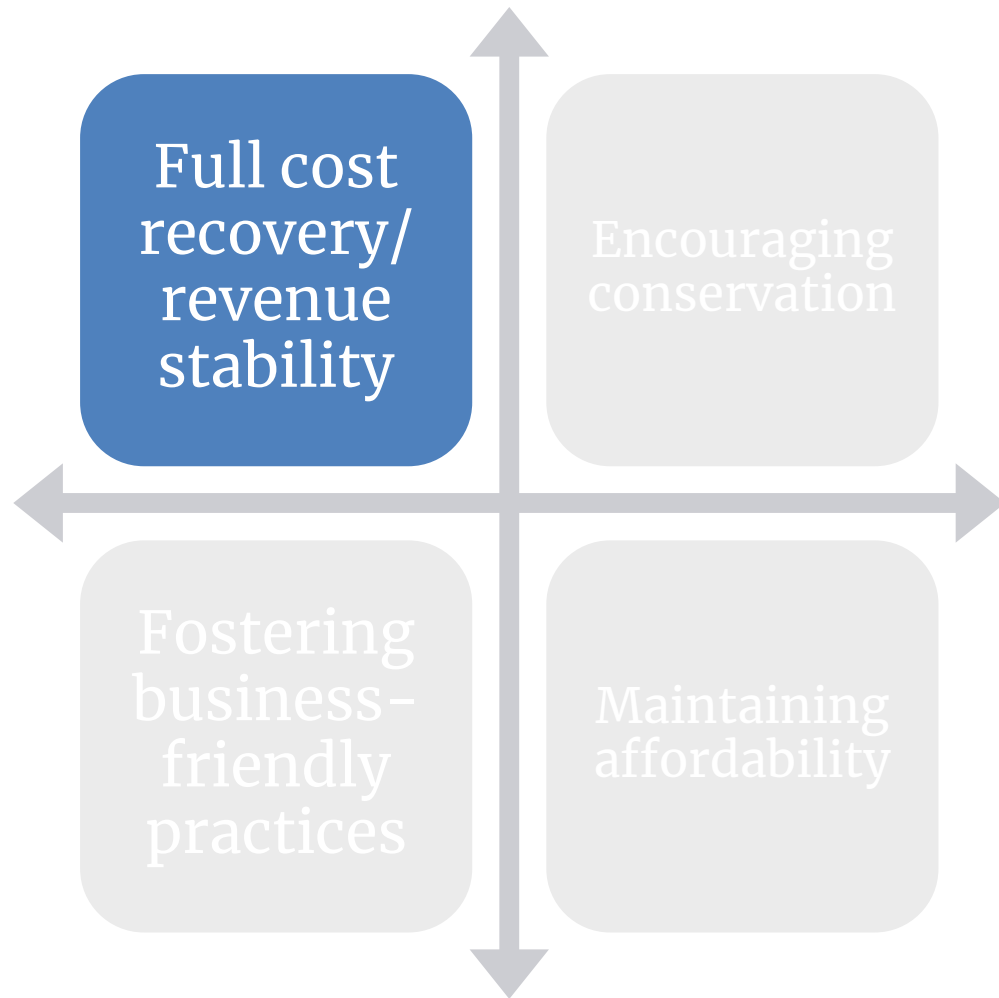 Full cost
recovery/
revenue
stability
Encouraging
conservation
Fostering
business-
friendly
practices
Maintaining
affordability